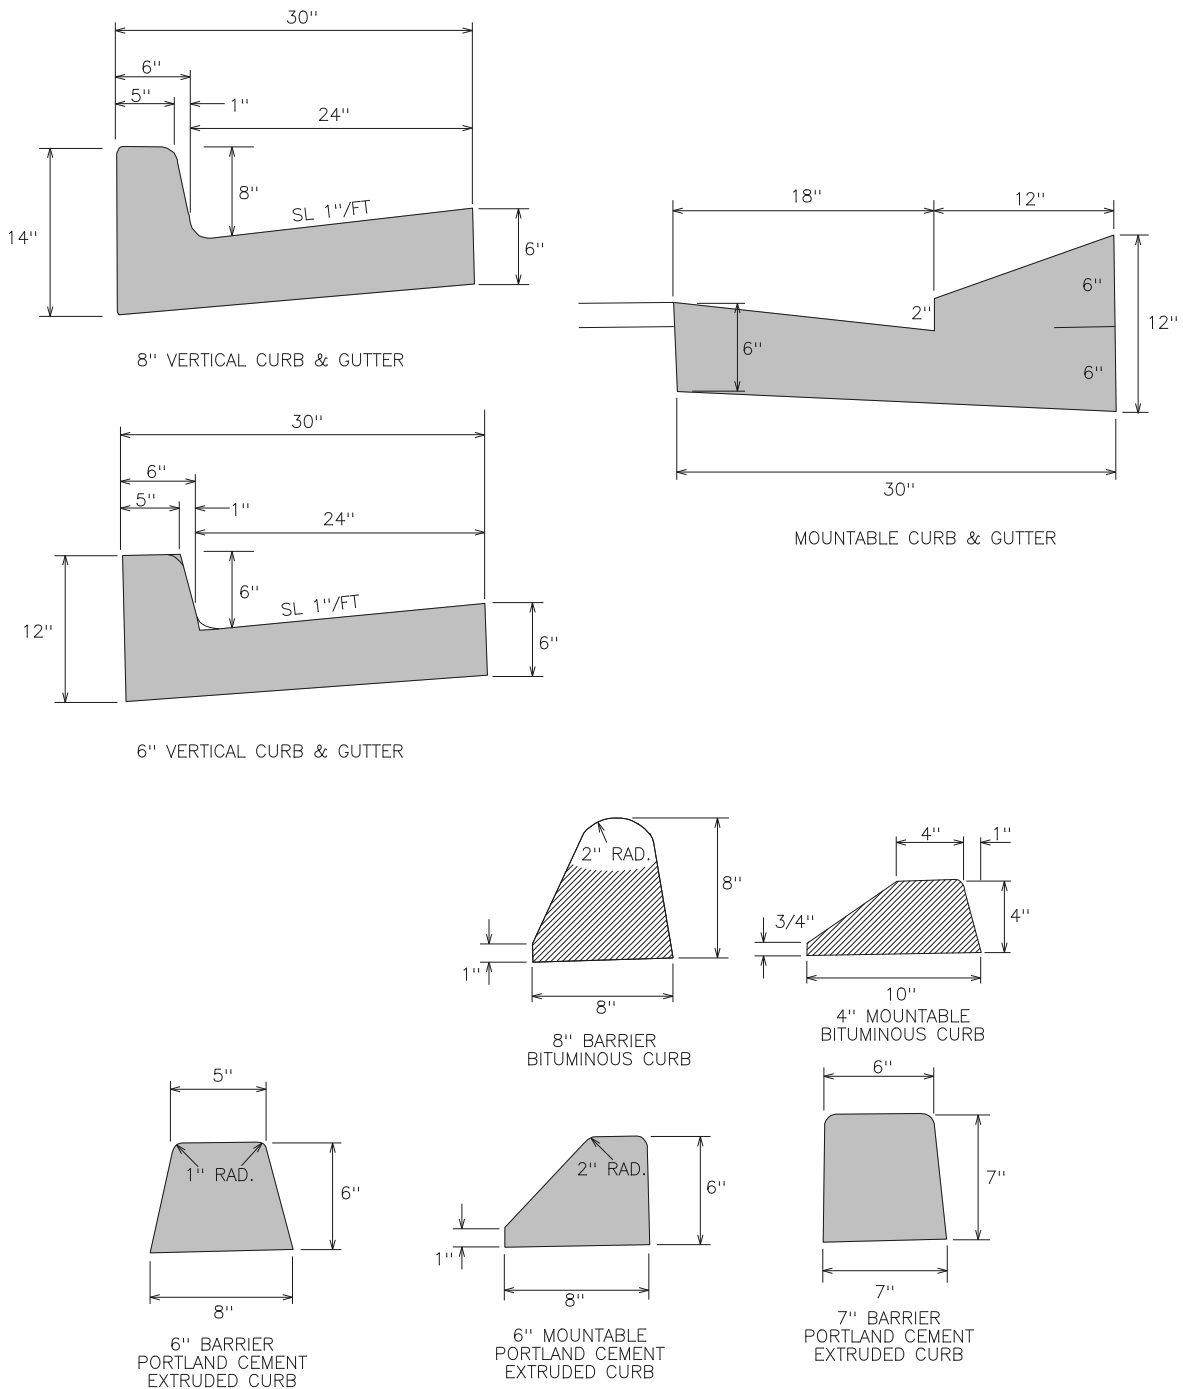 30"
6"
5"
1"
24"
8"
SL 1"/FT
14"
6"
8" VERTICAL CURB & GUTTER
18"
12"
6"
2"
12"
6"
6"
30"
MOUNTABLE CURB & GUTTER
30"
6"
5"
1"
24"
6"
SL 1"/FT
12"
6"
6" VERTICAL CURB & GUTTER
2" RAD.
8"
1"
8"
8" BARRIER
BITUMINOUS CURB
4"
1"
3/4"
4"
10"
4" MOUNTABLE
BITUMINOUS CURB
5"
1" RAD.
6"
8"
6" BARRIER
PORTLAND CEMENT
EXTRUDED CURB
2" RAD.
6"
1"
8"
6" MOUNTABLE
PORTLAND CEMENT
EXTRUDED CURB
6"
7"
7"
7" BARRIER
PORTLAND CEMENT
EXTRUDED CURB